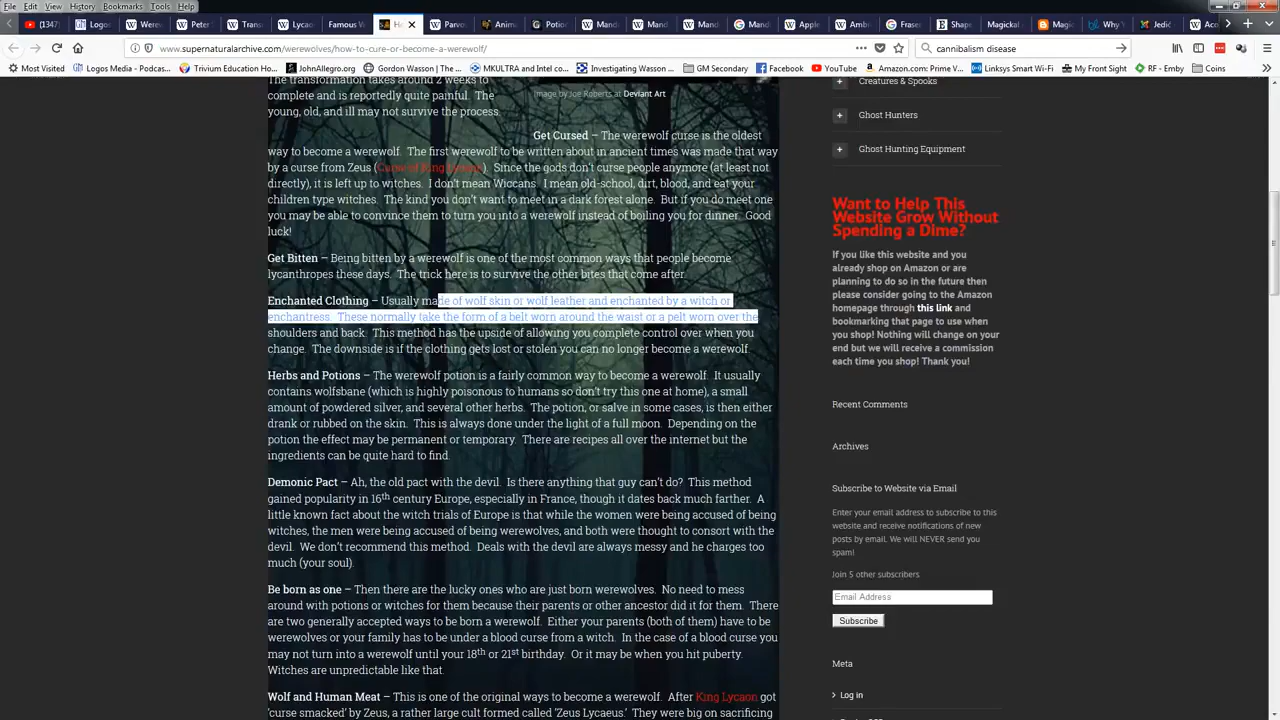 File Edit View History Bookmarks Tools Help
(1347 Logos Were Peter Trans Lyca Famous W He Parve Anim Potio Mand Mand Mand Mandr Apple Ambr Fraser Shape Magickal Magic Why Y Jedić Aco
www.supernaturalarchive.com/werewolves/how-to-cure-or-become-a-werewolf/ cannibalism disease
Most Visited Logos Media - Podcas... Trivium Education Ho... JohnAllegro.org Gordon Wasson - The... MKULTRA and Intel co... Investigating Wasson ... GM Secondary Facebook YouTube Amazon.com: Prime V... Linksys Smart Wi-Fi My Front Sight RF - Emby Coins
The transformation takes around 2 weeks to
complete and is reportedly quite painful. The
young, old, and ill may not survive the process.
Image by Joe Roberts at Deviant Art
Get Cursed – The werewolf curse is the oldest
way to become a werewolf. The first werewolf to be written about in ancient times was made that way
by a curse from Zeus (Curse of King Lycaon). Since the gods don't curse people anymore (at least not
directly), it is left up to witches. I don't mean Wiccans. I mean old-school, dirt, blood, and eat your
children type witches. The kind you don't want to meet in a dark forest alone. But if you do meet one
you may be able to convince them to turn you into a werewolf instead of boiling you for dinner. Good
luck!
Get Bitten – Being bitten by a werewolf is one of the most common ways that people become
lycanthropes these days. The trick here is to survive the other bites that come after.
Enchanted Clothing – Usually made of wolf skin or wolf leather and enchanted by a witch or
enchantress. These normally take the form of a belt worn around the waist or a pelt worn over the
shoulders and back. This method has the upside of allowing you complete control over when you
change. The downside is if the clothing gets lost or stolen you can no longer become a werewolf.
Herbs and Potions – The werewolf potion is a fairly common way to become a werewolf. It usually
contains wolfsbane (which is highly poisonous to humans so don't try this one at home), a small
amount of powdered silver, and several other herbs. The potion, or salve in some cases, is then either
drank or rubbed on the skin. This is always done under the light of a full moon. Depending on the
potion the effect may be permanent or temporary. There are recipes all over the internet but the
ingredients can be quite hard to find.
Demonic Pact – Ah, the old pact with the devil. Is there anything that guy can't do? This method
gained popularity in 16th century Europe, especially in France, though it dates back much farther. A
little known fact about the witch trials of Europe is that while the women were being accused of being
witches, the men were being accused of being werewolves, and both were thought to consort with the
devil. We don't recommend this method. Deals with the devil are always messy and he charges too
much (your soul).
Be born as one – Then there are the lucky ones who are just born werewolves. No need to mess
around with potions or witches for them because their parents or other ancestor did it for them. There
are two generally accepted ways to be born a werewolf. Either your parents (both of them) have to be
werewolves or your family has to be under a blood curse from a witch. In the case of a blood curse you
may not turn into a werewolf until your 18th or 21st birthday. Or it may be when you hit puberty.
Witches are unpredictable like that.
Wolf and Human Meat – This is one of the original ways to become a werewolf. After King Lycaon got
'curse smacked' by Zeus, a rather large cult formed called 'Zeus Lycaeus.' They were big on sacrificing
Creatures & Spooks
Ghost Hunters
Ghost Hunting Equipment
Want to Help This
Website Grow Without
Spending a Dime?
If you like this website and you
already shop on Amazon or are
planning to do so in the future then
please consider going to the Amazon
homepage through this link and
bookmarking that page to use when
you shop! Nothing will change on your
end but we will receive a commission
each time you shop! Thank you!
Recent Comments
Archives
Subscribe to Website via Email
Enter your email address to subscribe to this
website and receive notifications of new
posts by email. We will NEVER send you
spam!
Join 5 other subscribers
Email Address
Subscribe
Meta
Log in